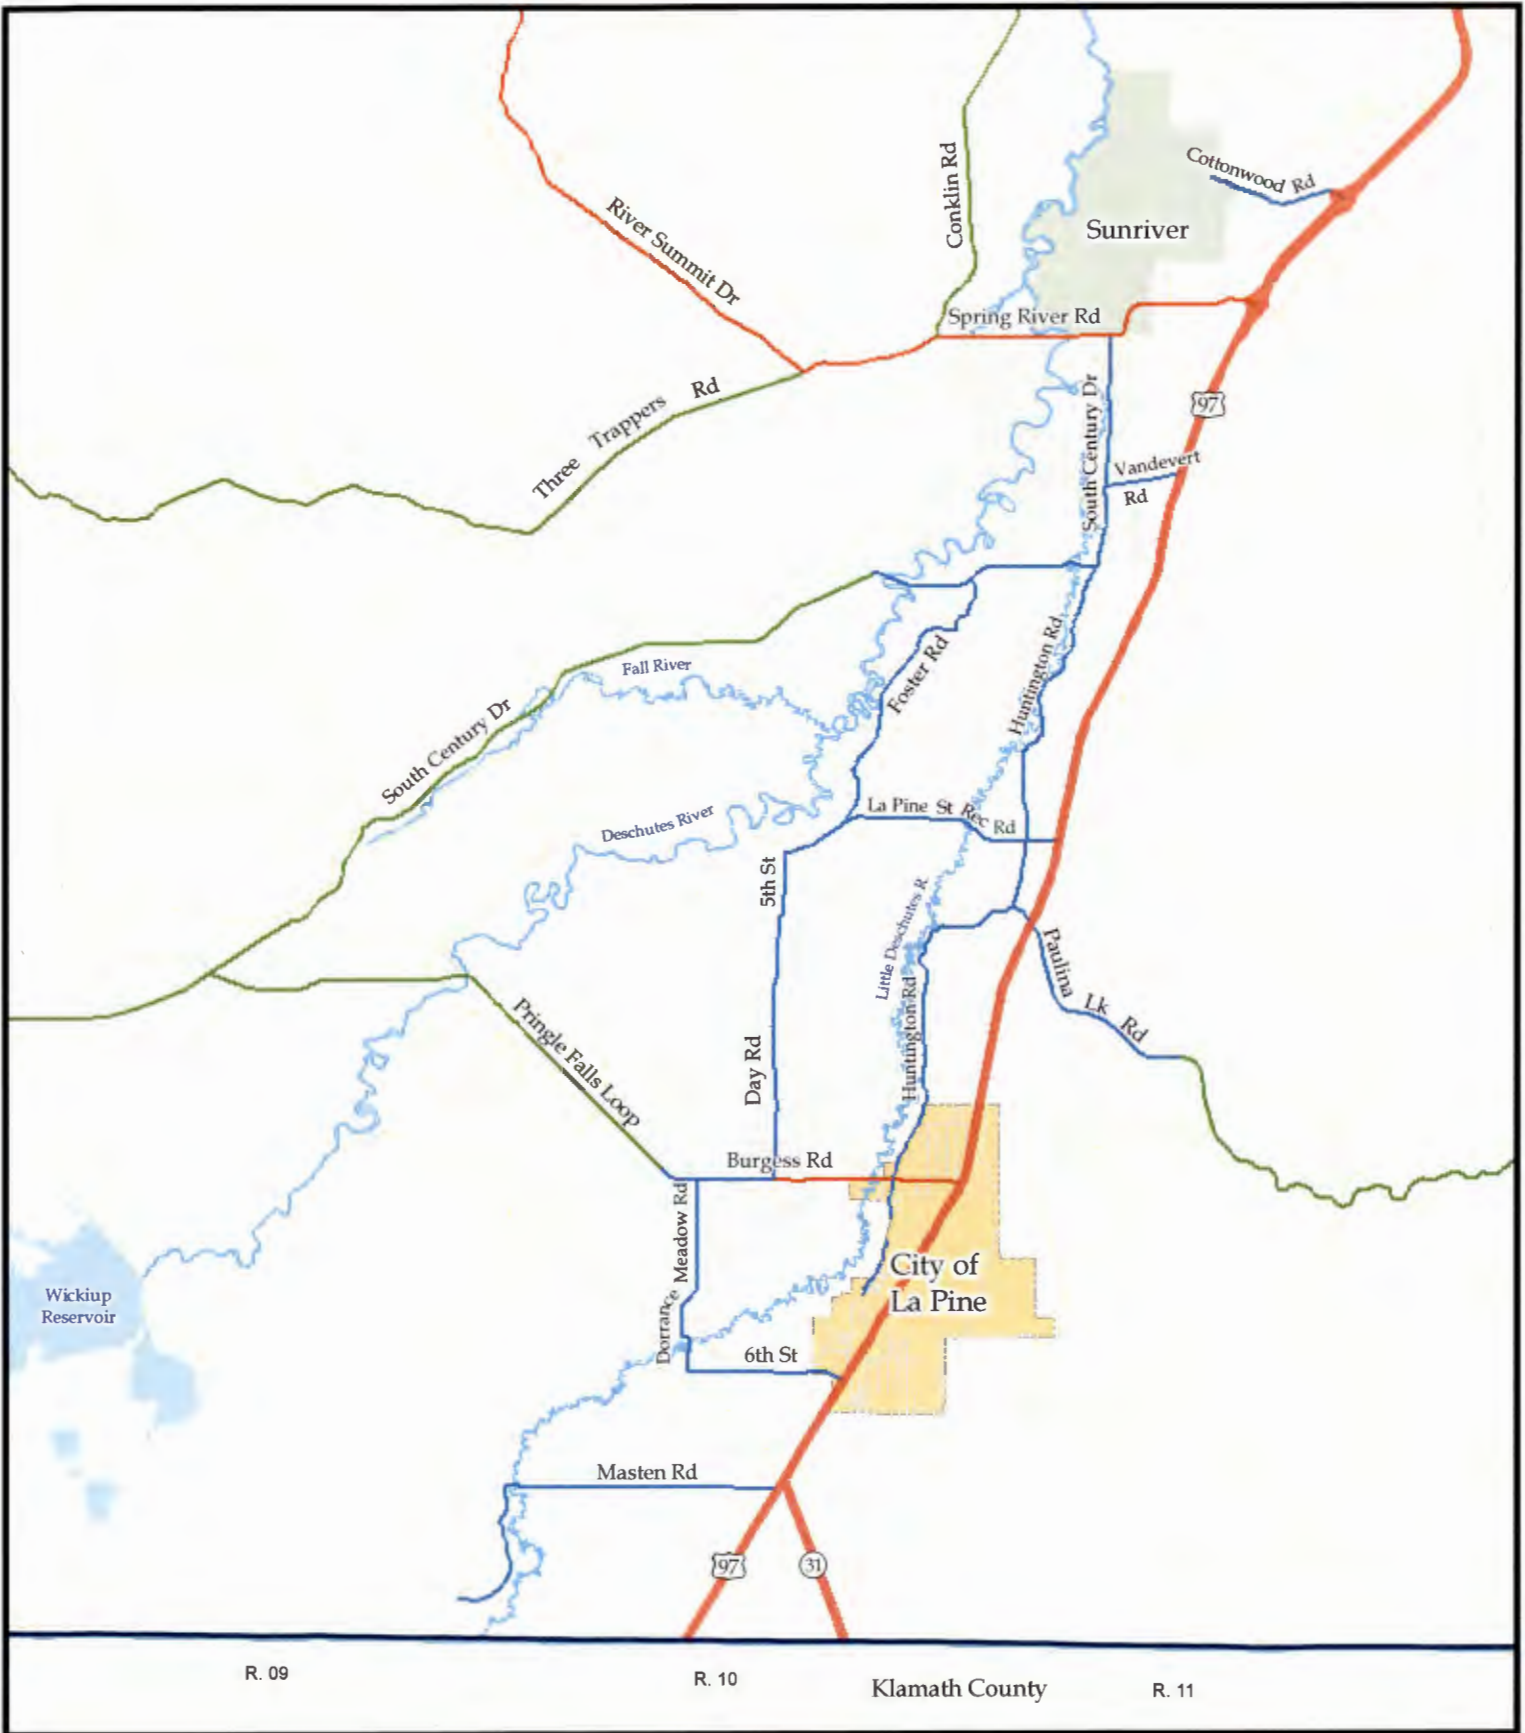 Conklin Rd
Cottonwood Rd
Sunriver
River Summit Dr
Spring River Rd
Three Trappers Rd
97
South Century Dr
Vandevert
Rd
Foster Rd
Huntington Rd
Fall River
South Century Dr
Deschutes River
La Pine St Rec Rd
5th St
Little Deschutes R.
Huntington Rd
Paulina Lk Rd
Pringle Falls Loop
Day Rd
Burgess Rd
Dorrance Meadow Rd
City of
La Pine
Wickiup
Reservoir
6th St
Masten Rd
97
31
R. 09
R. 10
Klamath County
R. 11